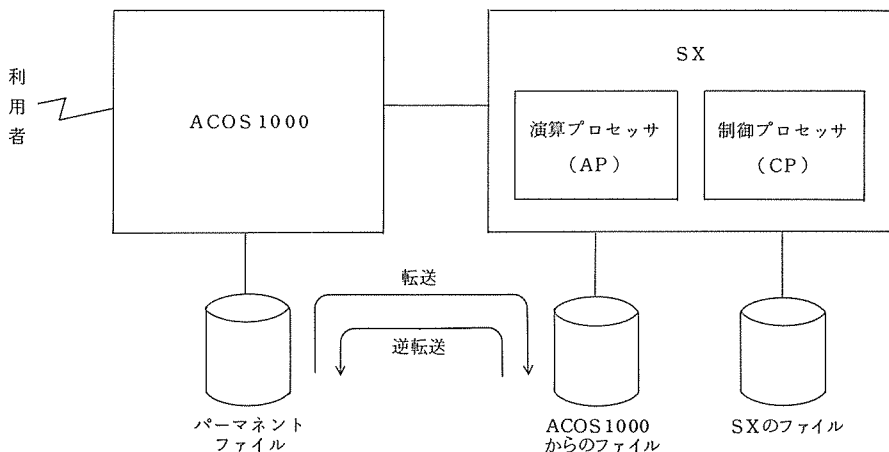 利用者
ACOS1000
SX
演算プロセッサ
(AP)
制御プロセッサ
(CP)
転送
逆転送
パーマネント
ファイル
ACOS1000
からのファイル
SXのファイル